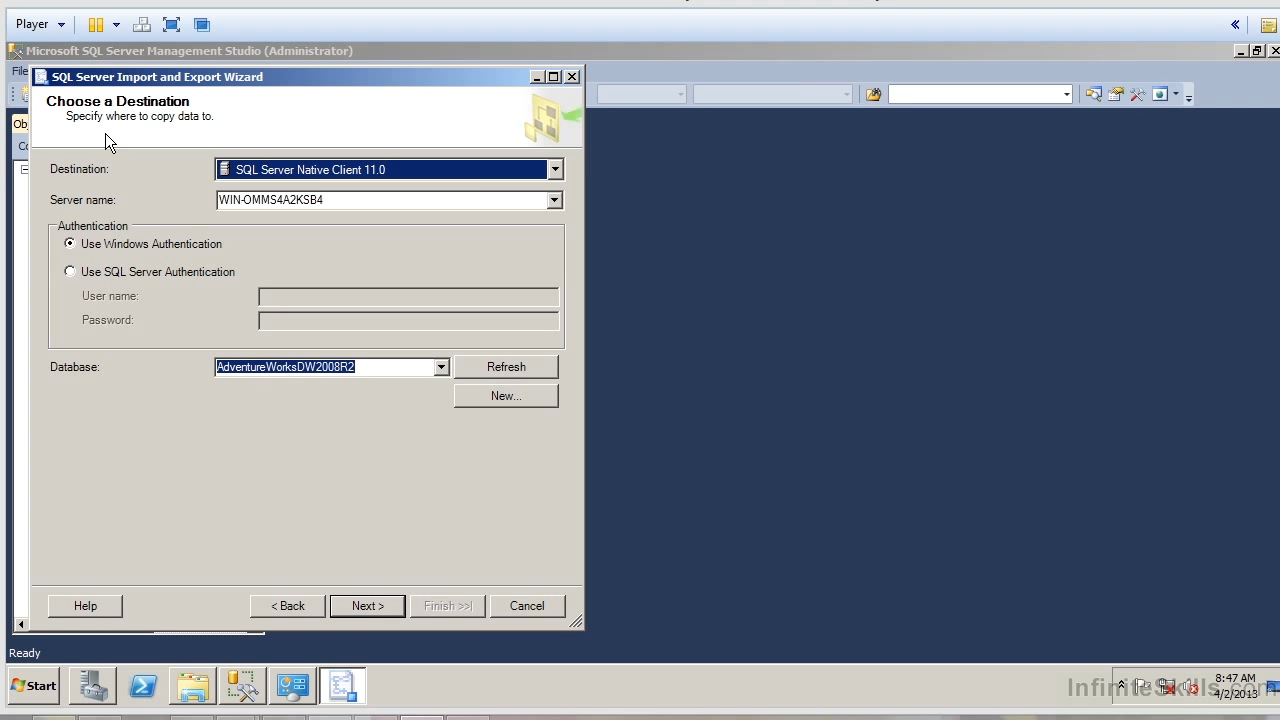 Player
Microsoft SQL Server Management Studio (Administrator)
File
SQL Server Import and Export Wizard
Choose a Destination
Specify where to copy data to.
Destination:
SQL Server Native Client 11.0
Server name:
WIN-OMMS4A2KSB4
Authentication
Use Windows Authentication
Use SQL Server Authentication
User name:
Password:
Database:
AdventureWorksDW2008R2
Refresh
New...
Help
< Back
Next >
Finish >>|
Cancel
Ready
Start
InfiniteSkills.com
8:47 AM
4/2/2013